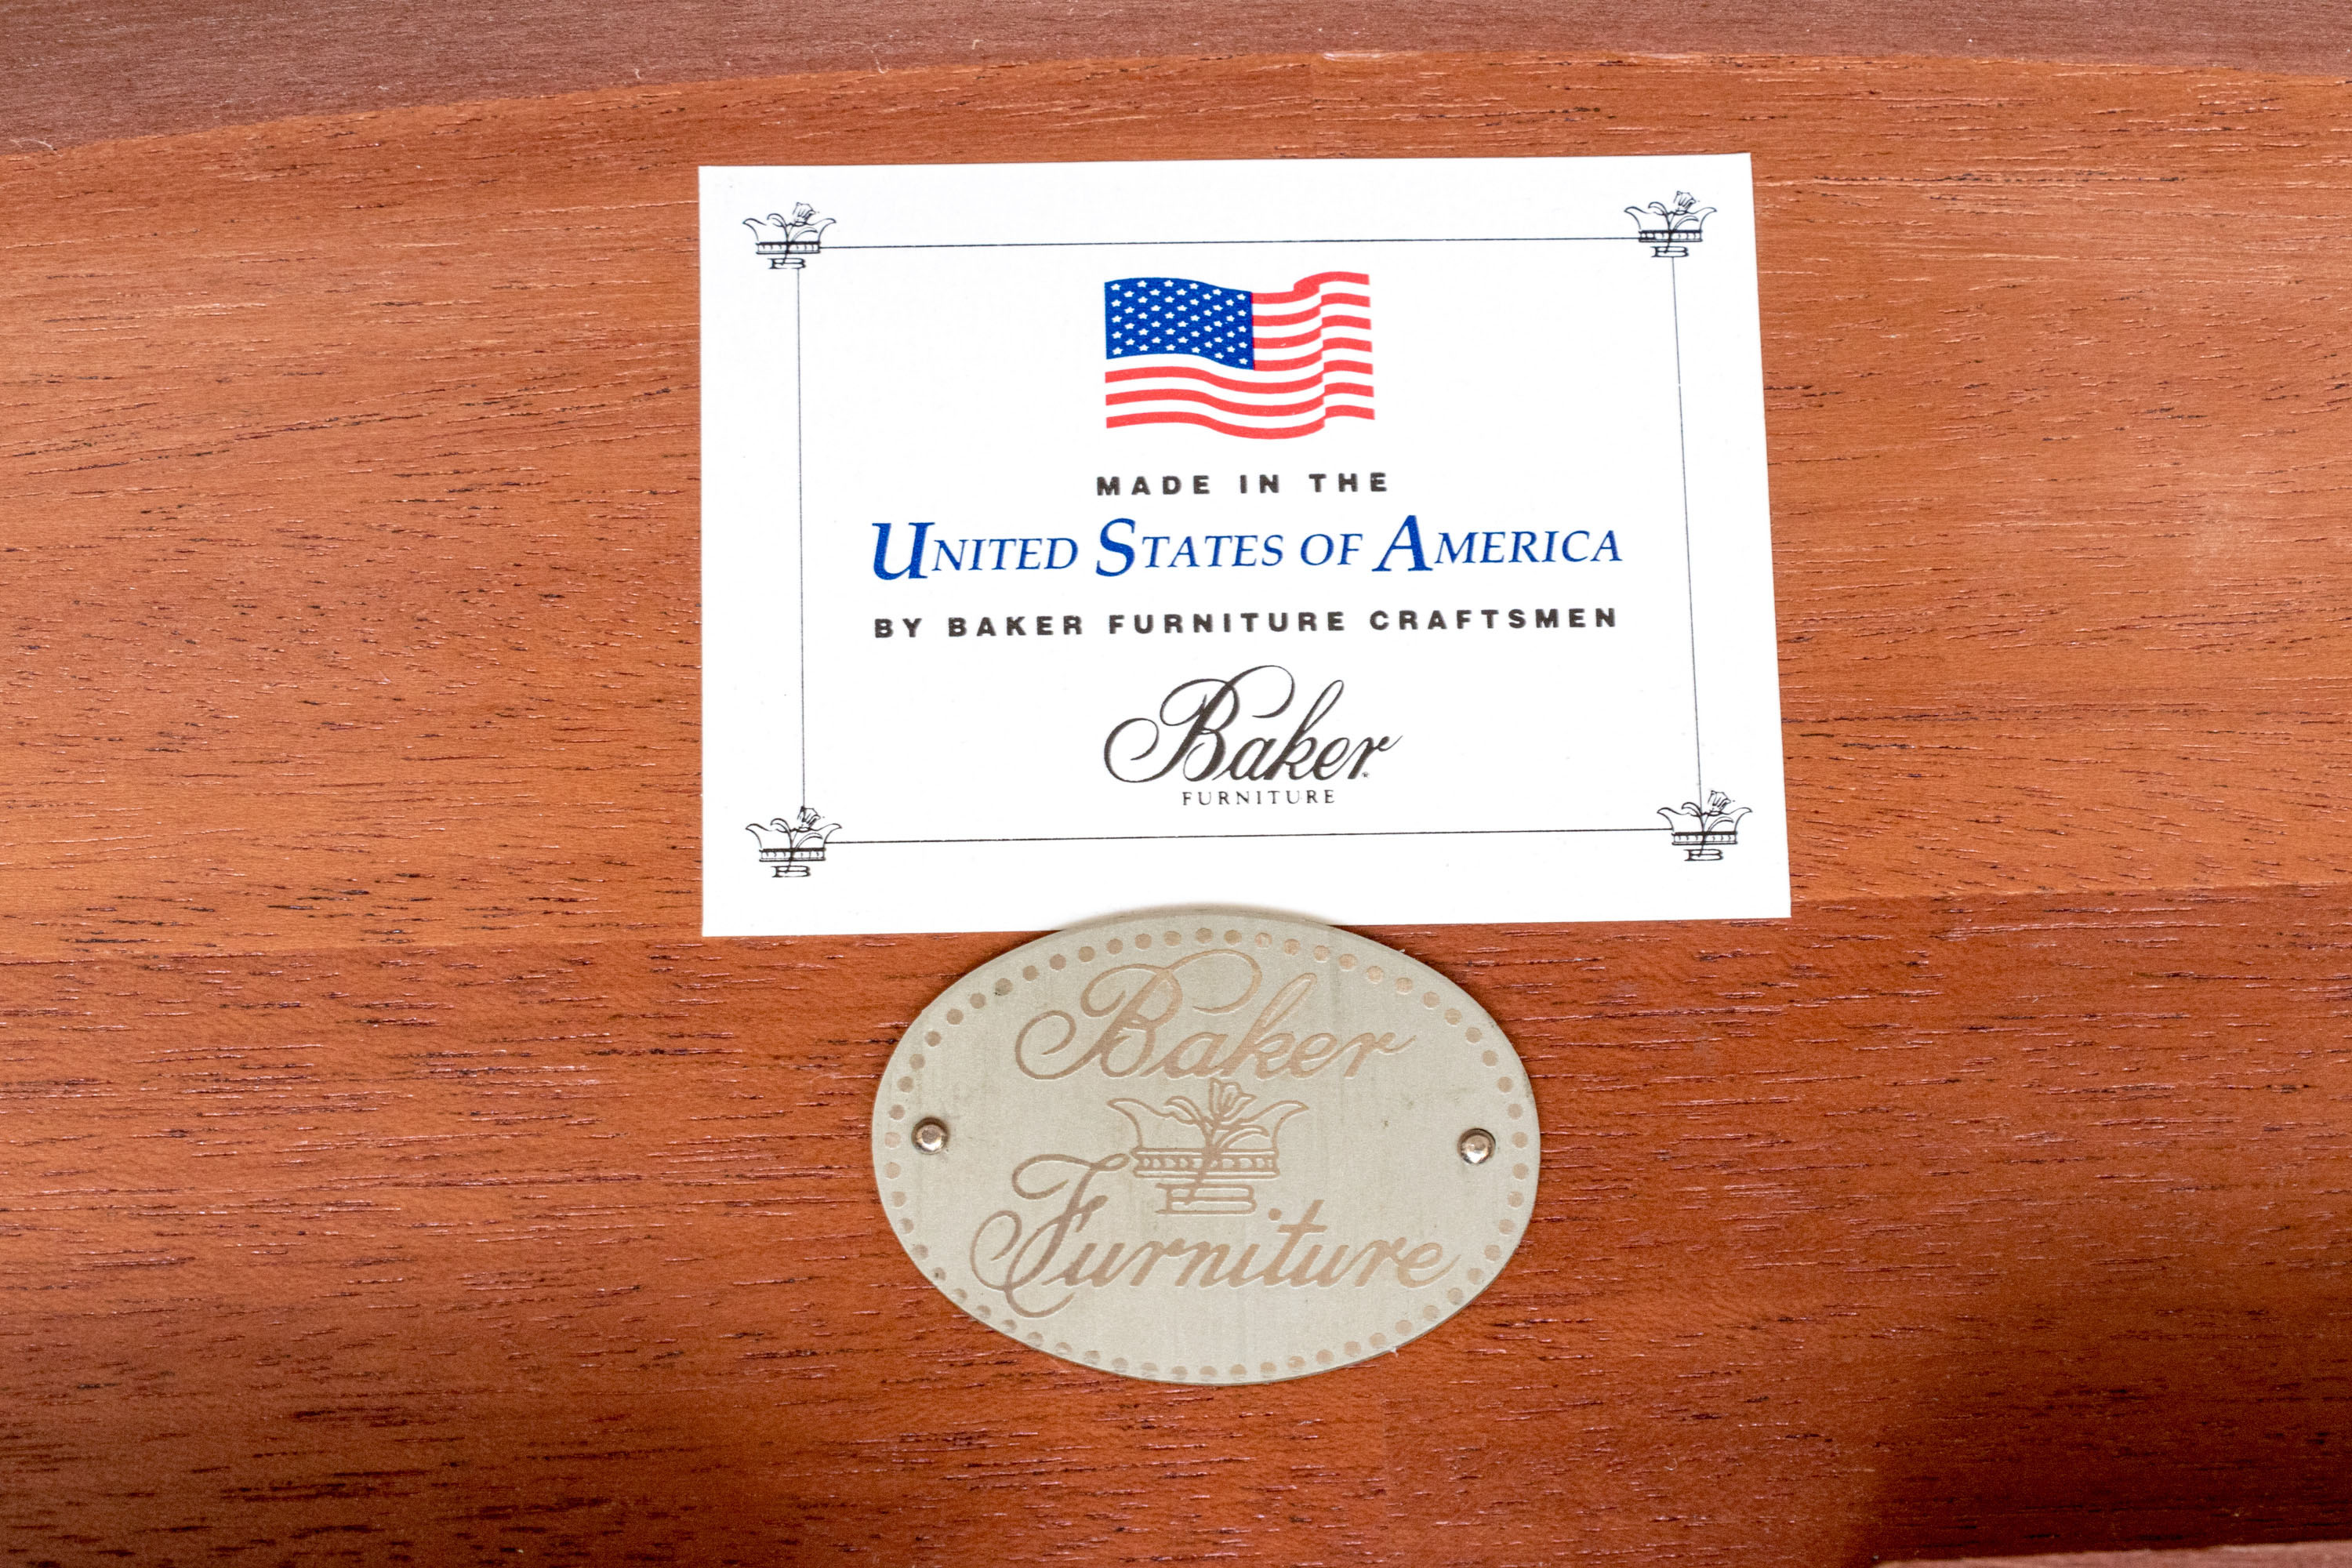 MADE IN THE
UNITED STATES OF AMERICA
BY BAKER FURNITURE CRAFTSMEN
Baker
FURNITURE
Baker
B
Furniture